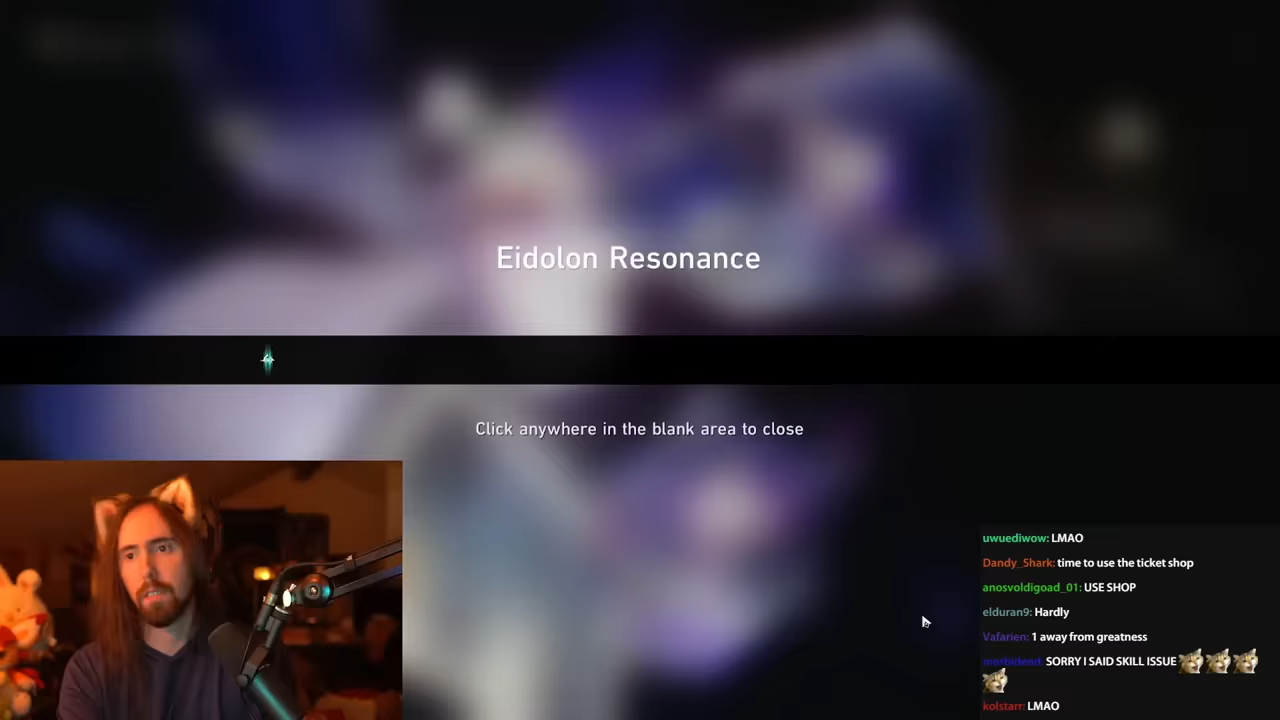 Eidolon Resonance
Click anywhere in the blank area to close
uwuediwow: LMAO
Dandy_Shark: time to use the ticket shop
anosvoldigoad_01: USE SHOP
elduran9: Hardly
Vafarien: 1 away from greatness
morbidend: SORRY I SAID SKILL ISSUE
kolstarr: LMAO